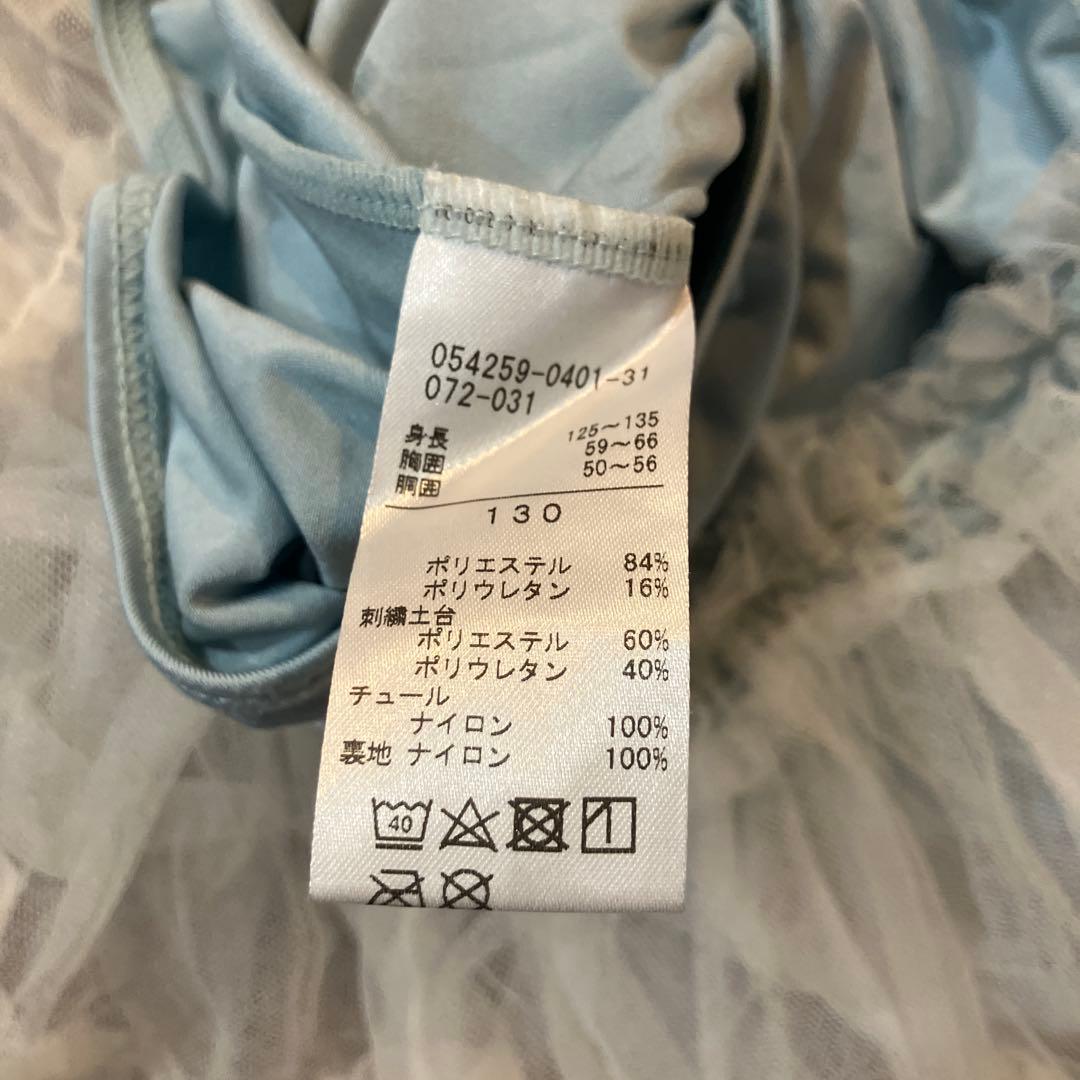 054259-0401-31
072-031
身長 125～135
胸囲 59～66
胴囲 50～56
130
ポリエステル 84%
ポリウレタン 16%
刺繍土台
ポリエステル 60%
ポリウレタン 40%
チュール
ナイロン 100%
裏地 ナイロン 100%
40